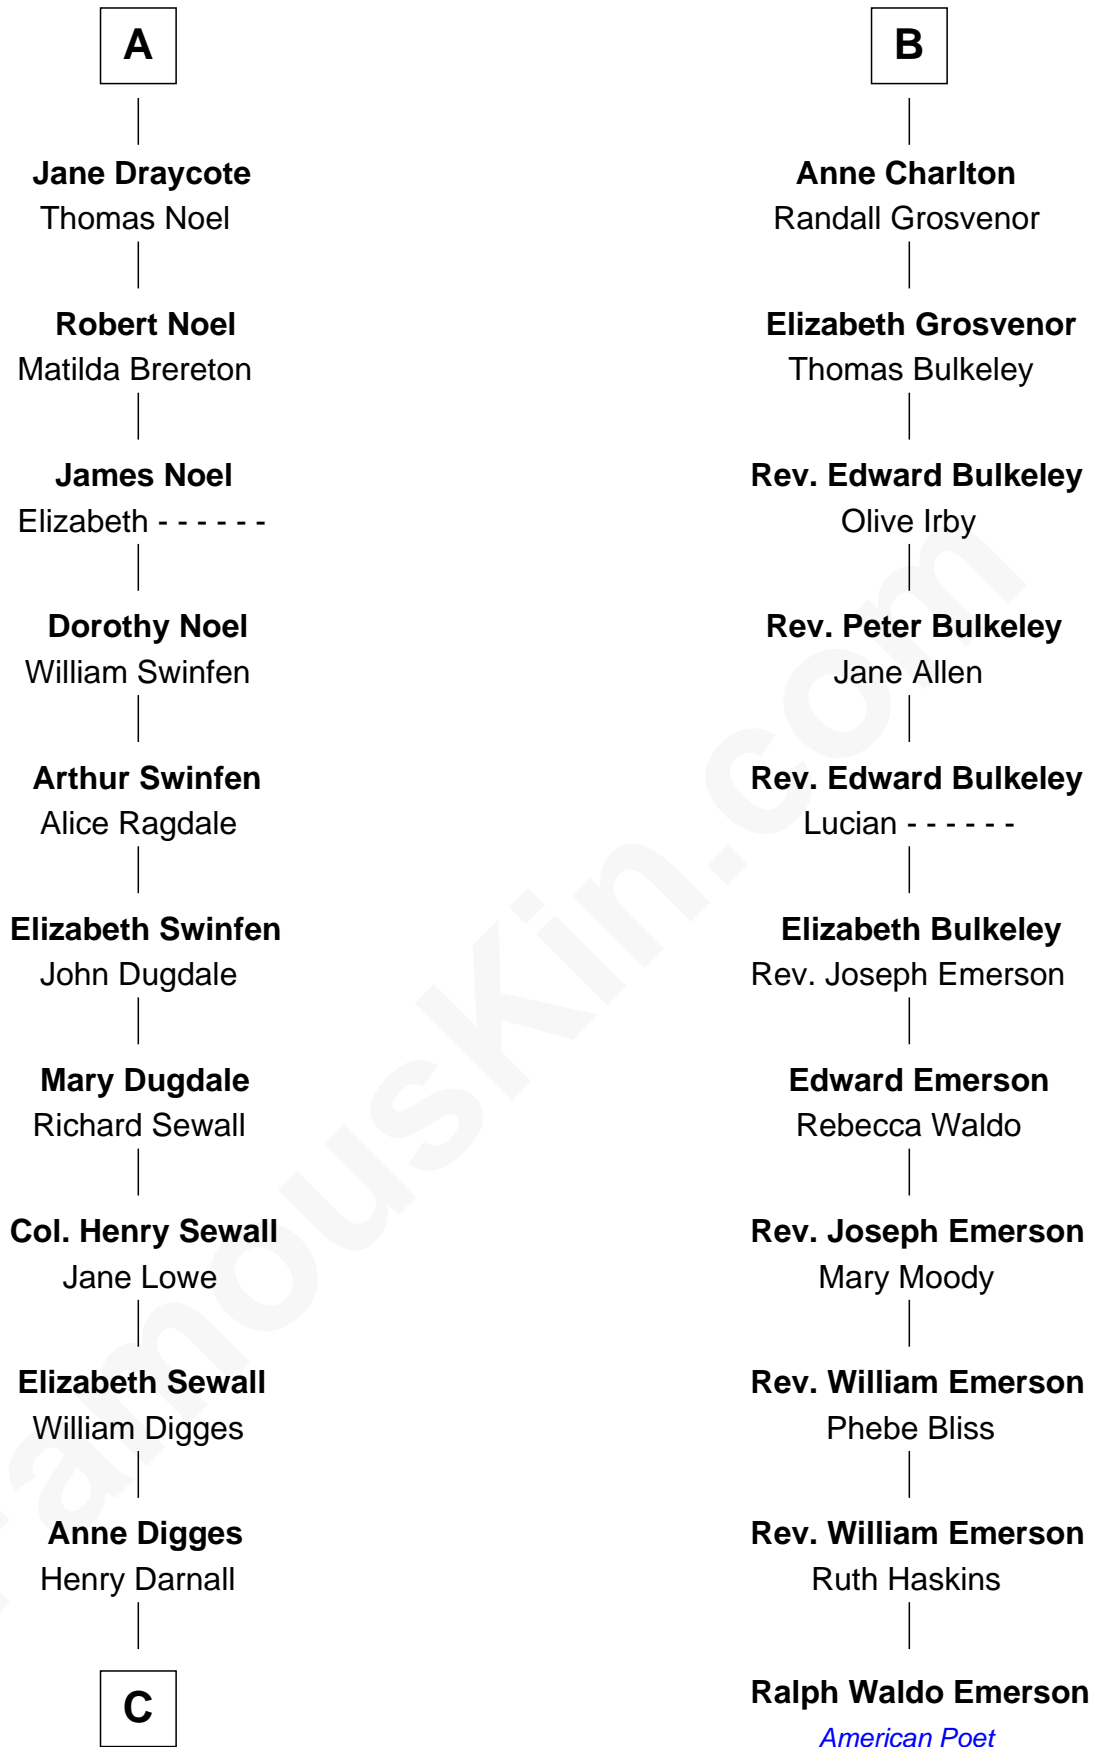 A
Jane Draycote
Thomas Noel
Robert Noel
Matilda Brereton
James Noel
Elizabeth - - - - - -
Dorothy Noel
William Swinfen
Arthur Swinfen
Alice Ragdale
Elizabeth Swinfen
John Dugdale
Mary Dugdale
Richard Sewall
Col. Henry Sewall
Jane Lowe
Elizabeth Sewall
William Digges
Anne Digges
Henry Darnall
C
B
Anne Charlton
Randall Grosvenor
Elizabeth Grosvenor
Thomas Bulkeley
Rev. Edward Bulkeley
Olive Irby
Rev. Peter Bulkeley
Jane Allen
Rev. Edward Bulkeley
Lucian - - - - - -
Elizabeth Bulkeley
Rev. Joseph Emerson
Edward Emerson
Rebecca Waldo
Rev. Joseph Emerson
Mary Moody
Rev. William Emerson
Phebe Bliss
Rev. William Emerson
Ruth Haskins
Ralph Waldo Emerson
American Poet
FamousKin.com